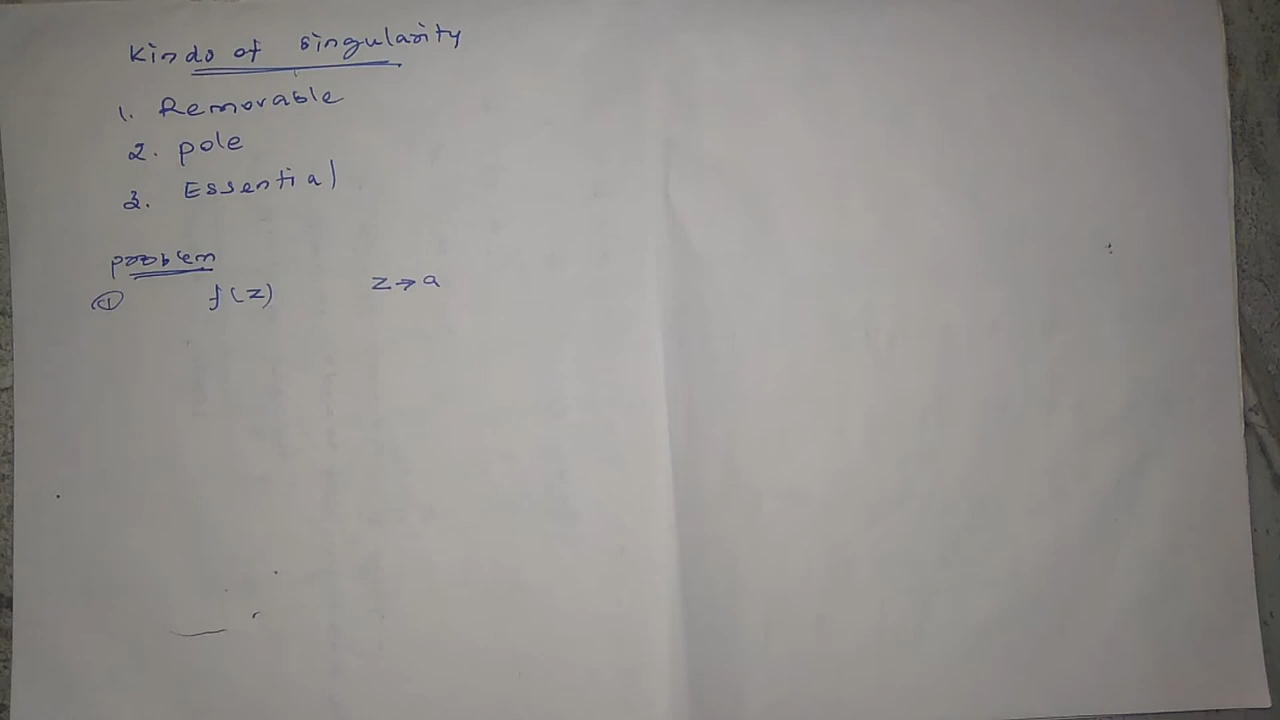 Kinds of singularity
1. Removable
2. pole
3. Essential
problem
① f(z) z→a